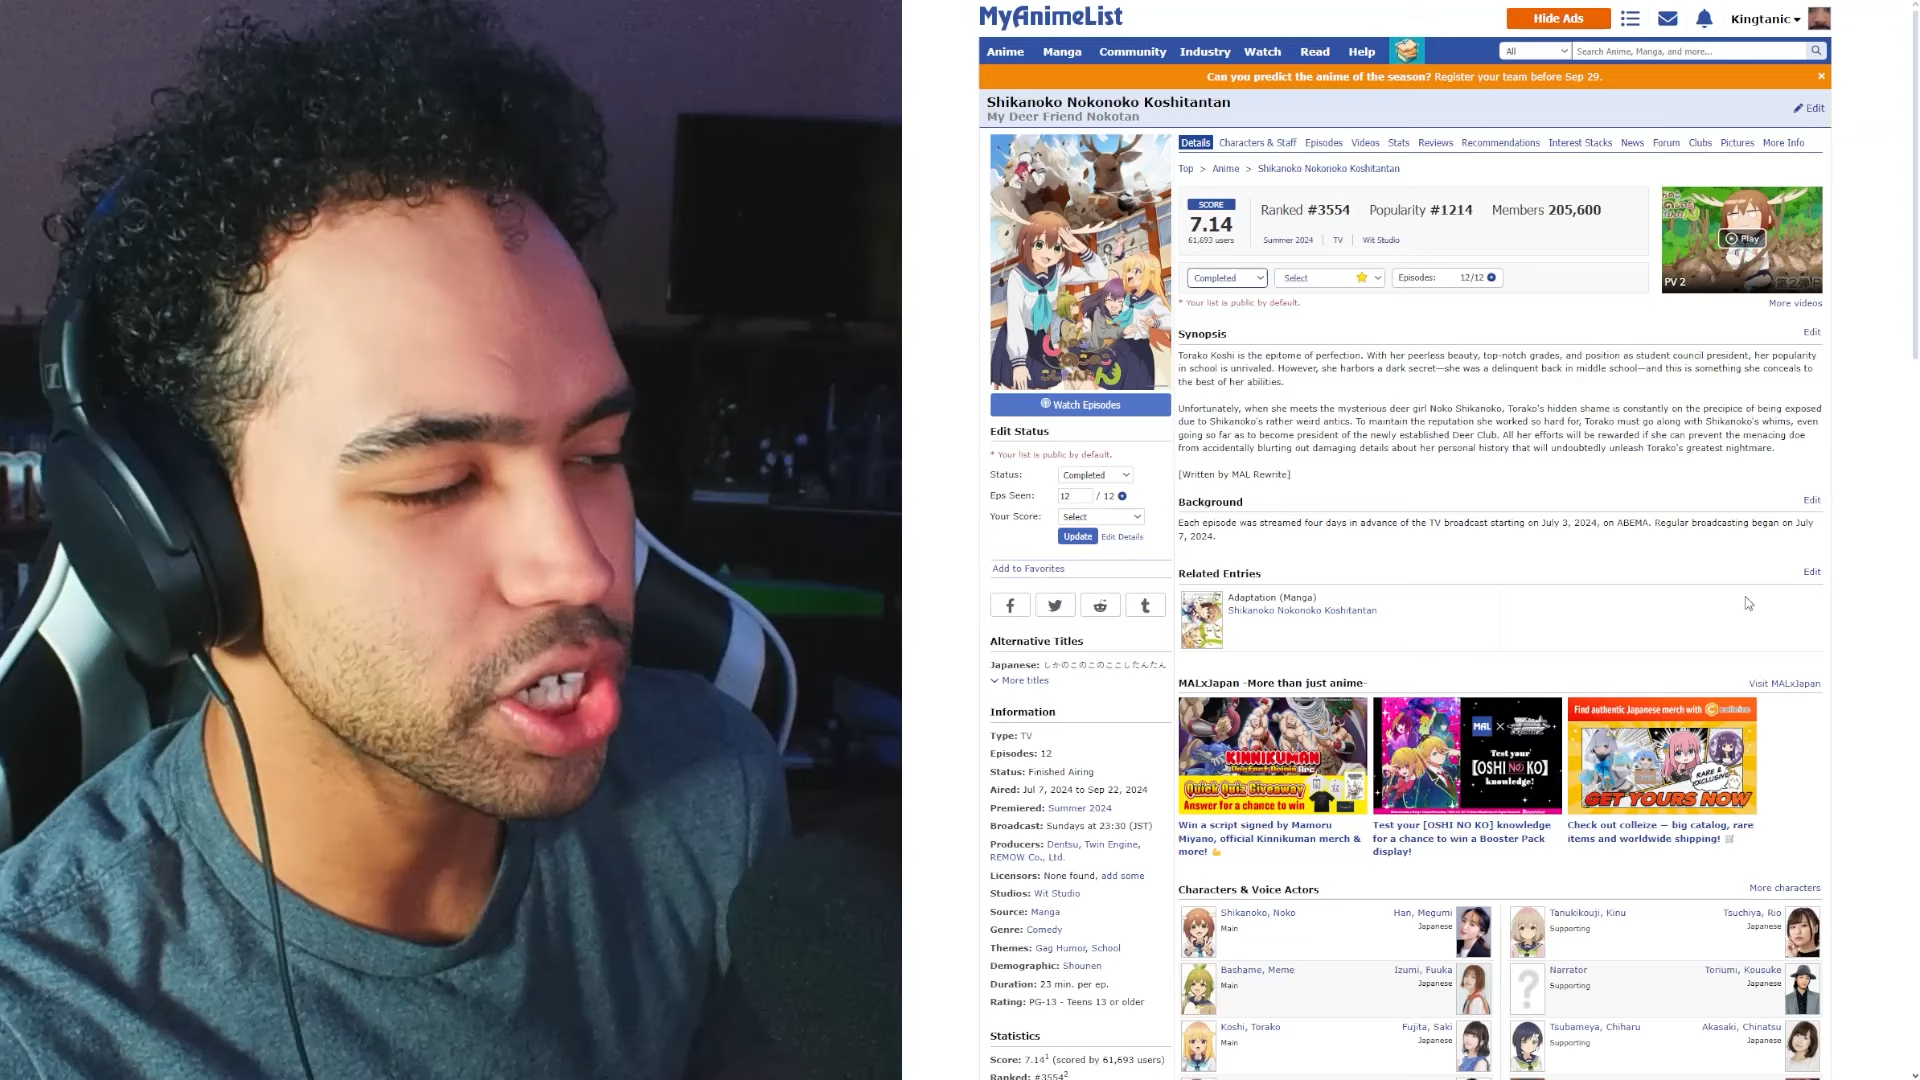 MyAnimeList
Hide Ads
Kingtanic
Anime Manga Community Industry Watch Read Help
All
Search Anime, Manga, and more...
Can you predict the anime of the season? Register your team before Sep 29.
×
Shikanoko Nokonoko Koshitantan
My Deer Friend Nokotan
Edit
Details Characters & Staff Episodes Videos Stats Reviews Recommendations Interest Stacks News Forum Clubs Pictures More Info
Top > Anime > Shikanoko Nokonoko Koshitantan
SCORE
7.14
61,693 users
Ranked #3554 Popularity #1214 Members 205,600
Summer 2024 TV Wit Studio
Completed
Select
Episodes: 12/12
* Your list is public by default.
Play
PV 2
More videos
Synopsis
Edit
Torako Koshi is the epitome of perfection. With her peerless beauty, top-notch grades, and position as student council president, her popularity
in school is unrivaled. However, she harbors a dark secret—she was a delinquent back in middle school—and this is something she conceals to
the best of her abilities.
Unfortunately, when she meets the mysterious deer girl Noko Shikanoko, Torako's hidden shame is constantly on the precipice of being exposed
due to Shikanoko's rather weird antics. To maintain the reputation she worked so hard for, Torako must go along with Shikanoko's whims, even
going so far as to become president of the newly established Deer Club. All her efforts will be rewarded if she can prevent the menacing doe
from accidentally blurting out damaging details about her personal history that will undoubtedly unleash Torako's greatest nightmare.
[Written by MAL Rewrite]
Background
Edit
Each episode was streamed four days in advance of the TV broadcast starting on July 3, 2024, on ABEMA. Regular broadcasting began on July
7, 2024.
Related Entries
Edit
Adaptation (Manga)
Shikanoko Nokonoko Koshitantan
MALxJapan -More than just anime-
Visit MALxJapan
KINNIKUMAN
Quick Quiz Giveaway
Answer for a chance to win
Win a script signed by Mamoru
Miyano, official Kinnikuman merch &
more!
MAL ×
Test your
[OSHI NO KO]
knowledge!
Test your [OSHI NO KO] knowledge
for a chance to win a Booster Pack
display!
Find authentic Japanese merch with colleize
RARE &
EXCLUSIVE
GET YOURS NOW
Check out colleize — big catalog, rare
items and worldwide shipping!
Watch Episodes
Edit Status
* Your list is public by default.
Status: Completed
Eps Seen: 12 / 12
Your Score: Select
Update Edit Details
Add to Favorites
Alternative Titles
Japanese: しかのこのこのここしたんたん
More titles
Information
Type: TV
Episodes: 12
Status: Finished Airing
Aired: Jul 7, 2024 to Sep 22, 2024
Premiered: Summer 2024
Broadcast: Sundays at 23:30 (JST)
Producers: Dentsu, Twin Engine,
REMOW Co., Ltd.
Licensors: None found, add some
Studios: Wit Studio
Source: Manga
Genre: Comedy
Themes: Gag Humor, School
Demographic: Shounen
Duration: 23 min. per ep.
Rating: PG-13 - Teens 13 or older
Statistics
Score: 7.14¹ (scored by 61,693 users)
Ranked: #3554²
Characters & Voice Actors
More characters
Shikanoko, Noko
Main
Han, Megumi
Japanese
Tanukikouji, Kinu
Supporting
Tsuchiya, Rio
Japanese
Bashame, Meme
Main
Izumi, Fuuka
Japanese
Narrator
Supporting
Toriumi, Kousuke
Japanese
Koshi, Torako
Main
Fujita, Saki
Japanese
Tsubameya, Chiharu
Supporting
Akasaki, Chinatsu
Japanese